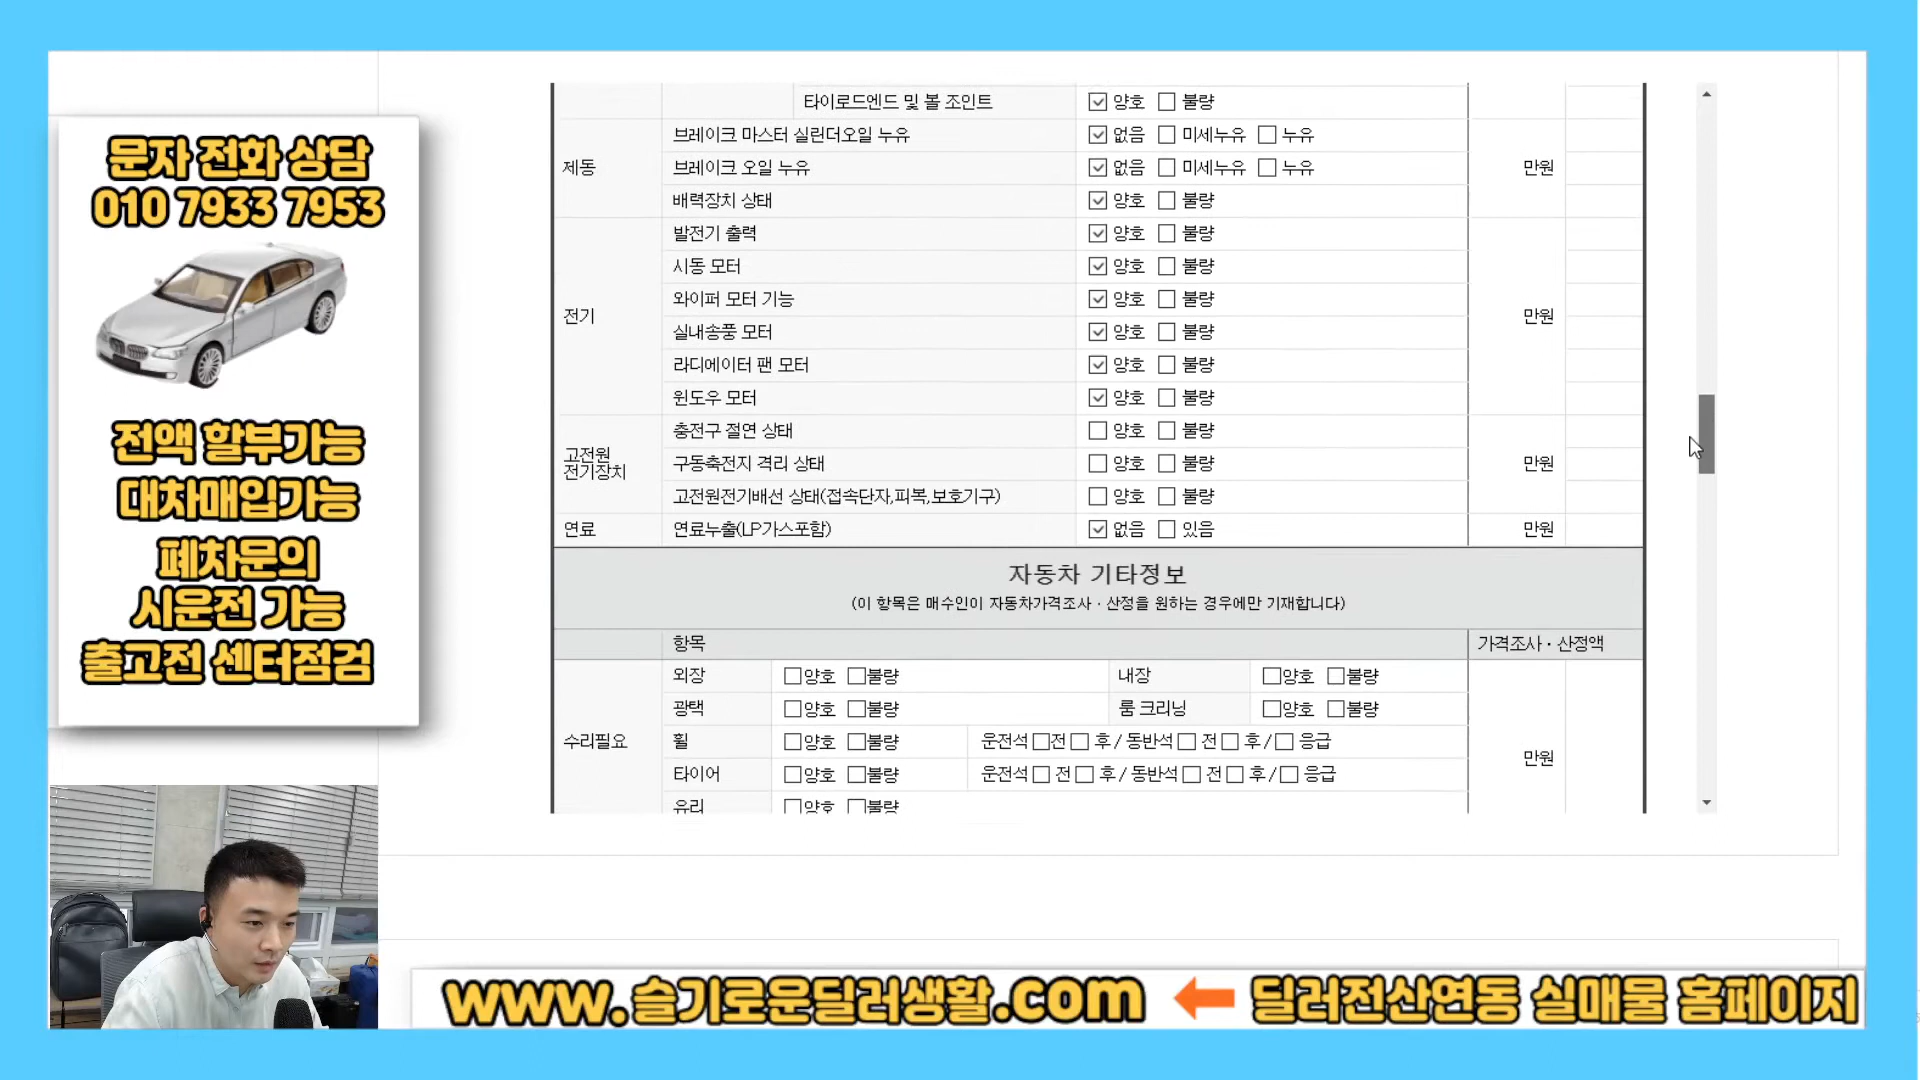 문자 전화 상담
010 7933 7953
전액 할부가능
대차매입가능
폐차문의
시운전 가능
출고전 센터점검
타이로드엔드 및 볼 조인트 양호 불량
제동
브레이크 마스터 실린더오일 누유 없음 미세누유 누유
브레이크 오일 누유 없음 미세누유 누유 만원
배력장치 상태 양호 불량
전기
발전기 출력 양호 불량
시동 모터 양호 불량
와이퍼 모터 기능 양호 불량
실내송풍 모터 양호 불량 만원
라디에이터 팬 모터 양호 불량
윈도우 모터 양호 불량
고전원
전기장치
충전구 절연 상태 양호 불량
구동축전지 격리 상태 양호 불량 만원
고전원전기배선 상태(접속단자,피복,보호기구) 양호 불량
연료 연료누출(LP가스포함) 없음 있음 만원
자동차 기타정보
(이 항목은 매수인이 자동차가격조사 · 산정을 원하는 경우에만 기재합니다)
항목 가격조사 · 산정액
수리필요
외장 양호 불량 내장 양호 불량
광택 양호 불량 룸 크리닝 양호 불량
휠 양호 불량 운전석 전 후 / 동반석 전 후 / 응급 만원
타이어 양호 불량 운전석 전 후 / 동반석 전 후 / 응급
유리 양호 불량
www.슬기로운딜러생활.com 딜러전산연동 실매물 홈페이지